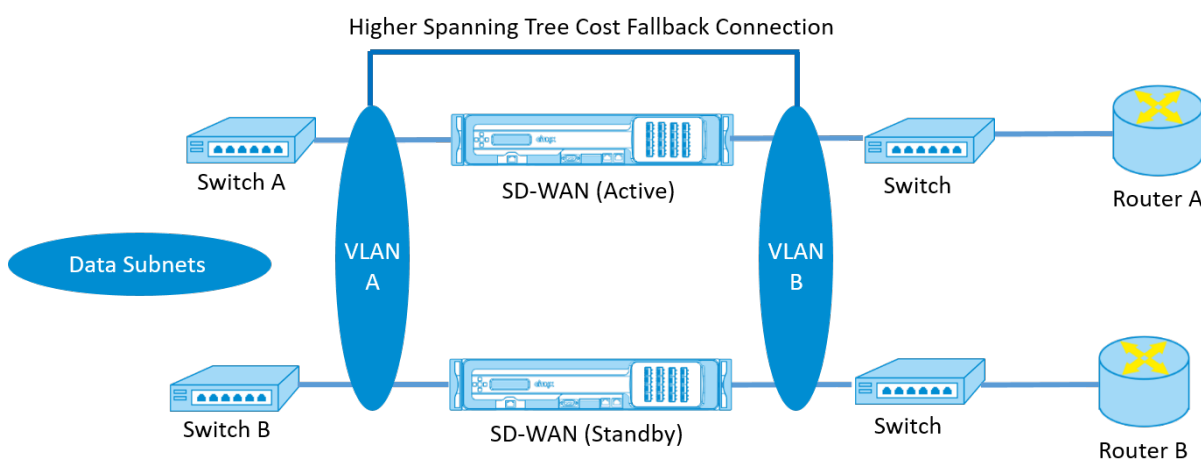 Higher Spanning Tree Cost Fallback Connection
Switch A
SD-WAN (Active)
Switch
Router A
Data Subnets
VLAN
A
VLAN
B
Switch B
SD-WAN (Standby)
Switch
Router B